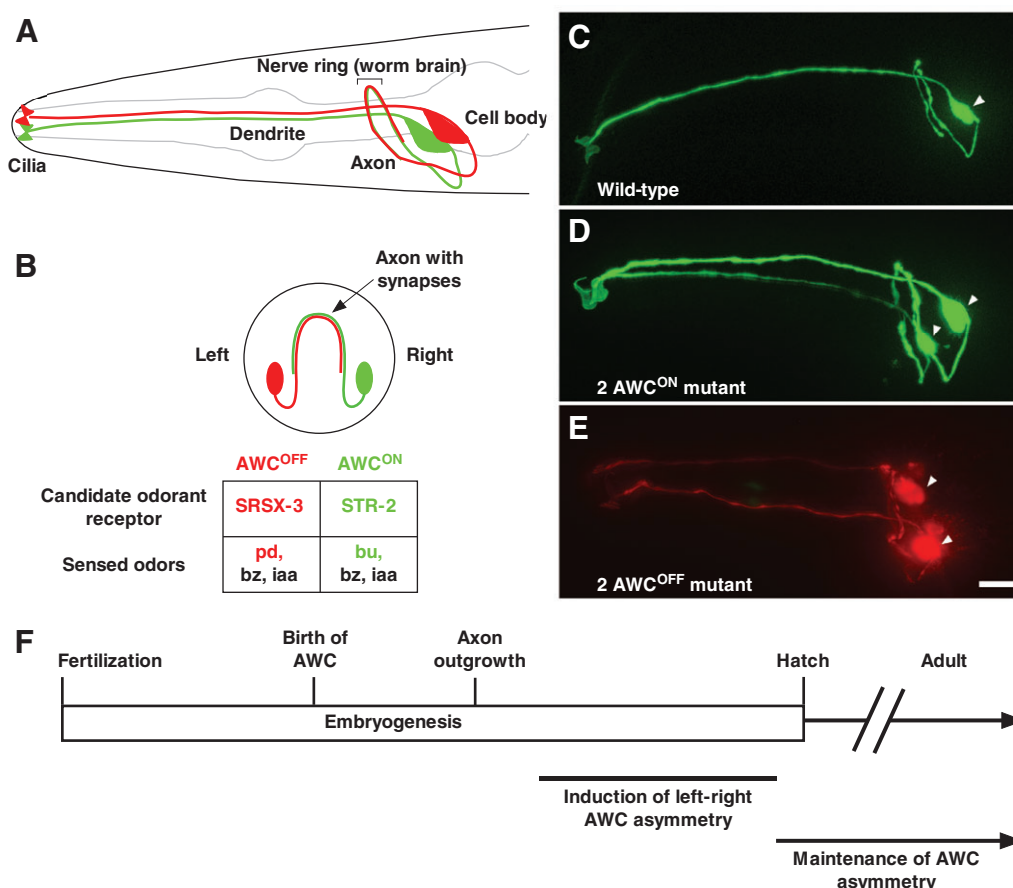 A
Nerve ring (worm brain)
Cell body
Dendrite
Axon
Cilia
B
Axon with
synapses
Left
Right
AWC^OFF AWC^ON
Candidate odorant
receptor
SRSX-3 STR-2
Sensed odors
pd, bu,
bz, iaa bz, iaa
C
Wild-type
D
2 AWC^ON mutant
E
2 AWC^OFF mutant
F
Fertilization
Birth of
AWC
Axon
outgrowth
Hatch
Adult
Embryogenesis
Induction of left-right
AWC asymmetry
Maintenance of AWC
asymmetry